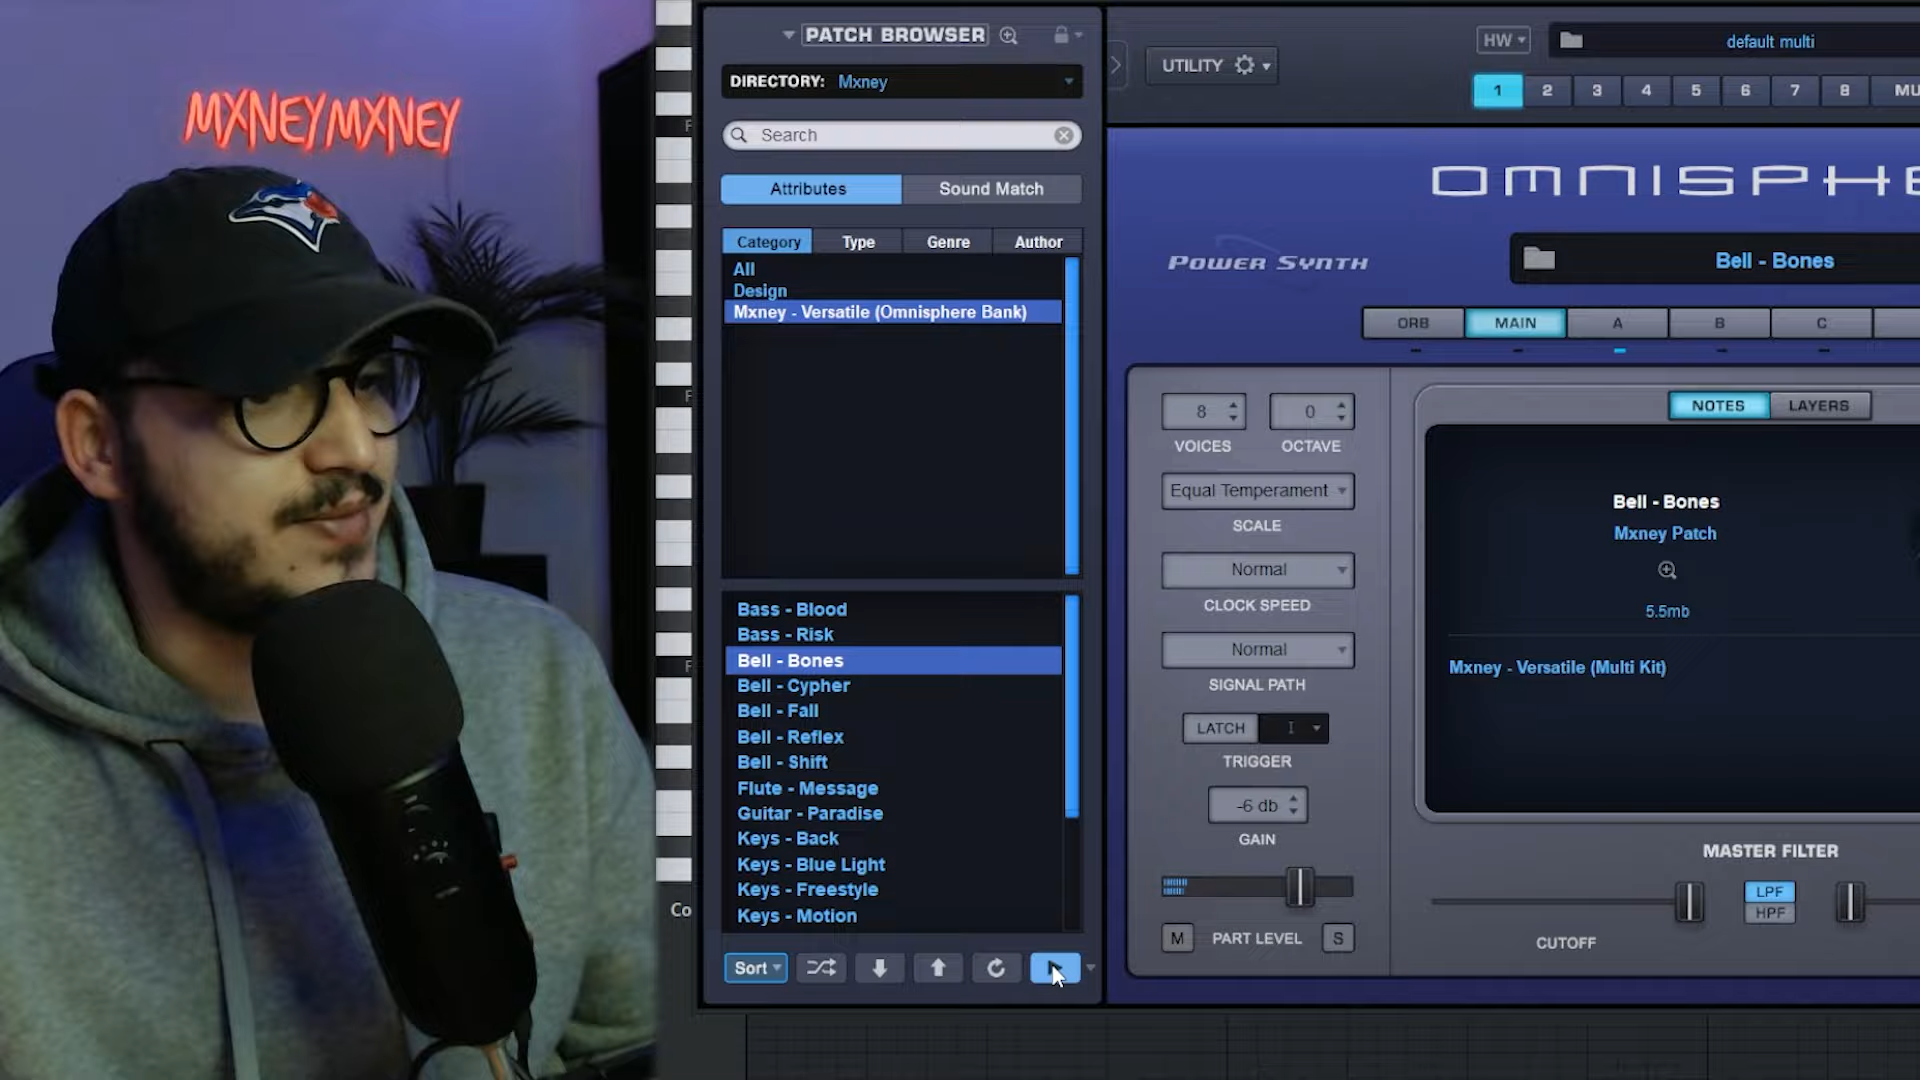 MXNEYMXNEY
PATCH BROWSER
DIRECTORY: Mxney
Search
Attributes
Sound Match
Category
Type
Genre
Author
All
Design
Mxney - Versatile (Omnisphere Bank)
Bass - Blood
Bass - Risk
Bell - Bones
Bell - Cypher
Bell - Fall
Bell - Reflex
Bell - Shift
Flute - Message
Guitar - Paradise
Keys - Back
Keys - Blue Light
Keys - Freestyle
Keys - Motion
Sort
F
F
F
Co
UTILITY
HW
default multi
1 2 3 4 5 6 7 8 MU
OMNISPHE
POWER SYNTH
Bell - Bones
ORB MAIN A B C
8
VOICES
0
OCTAVE
Equal Temperament
SCALE
Normal
CLOCK SPEED
Normal
SIGNAL PATH
LATCH I
TRIGGER
-6 db
GAIN
M PART LEVEL S
NOTES LAYERS
Bell - Bones
Mxney Patch
5.5mb
Mxney - Versatile (Multi Kit)
MASTER FILTER
LPF
HPF
CUTOFF